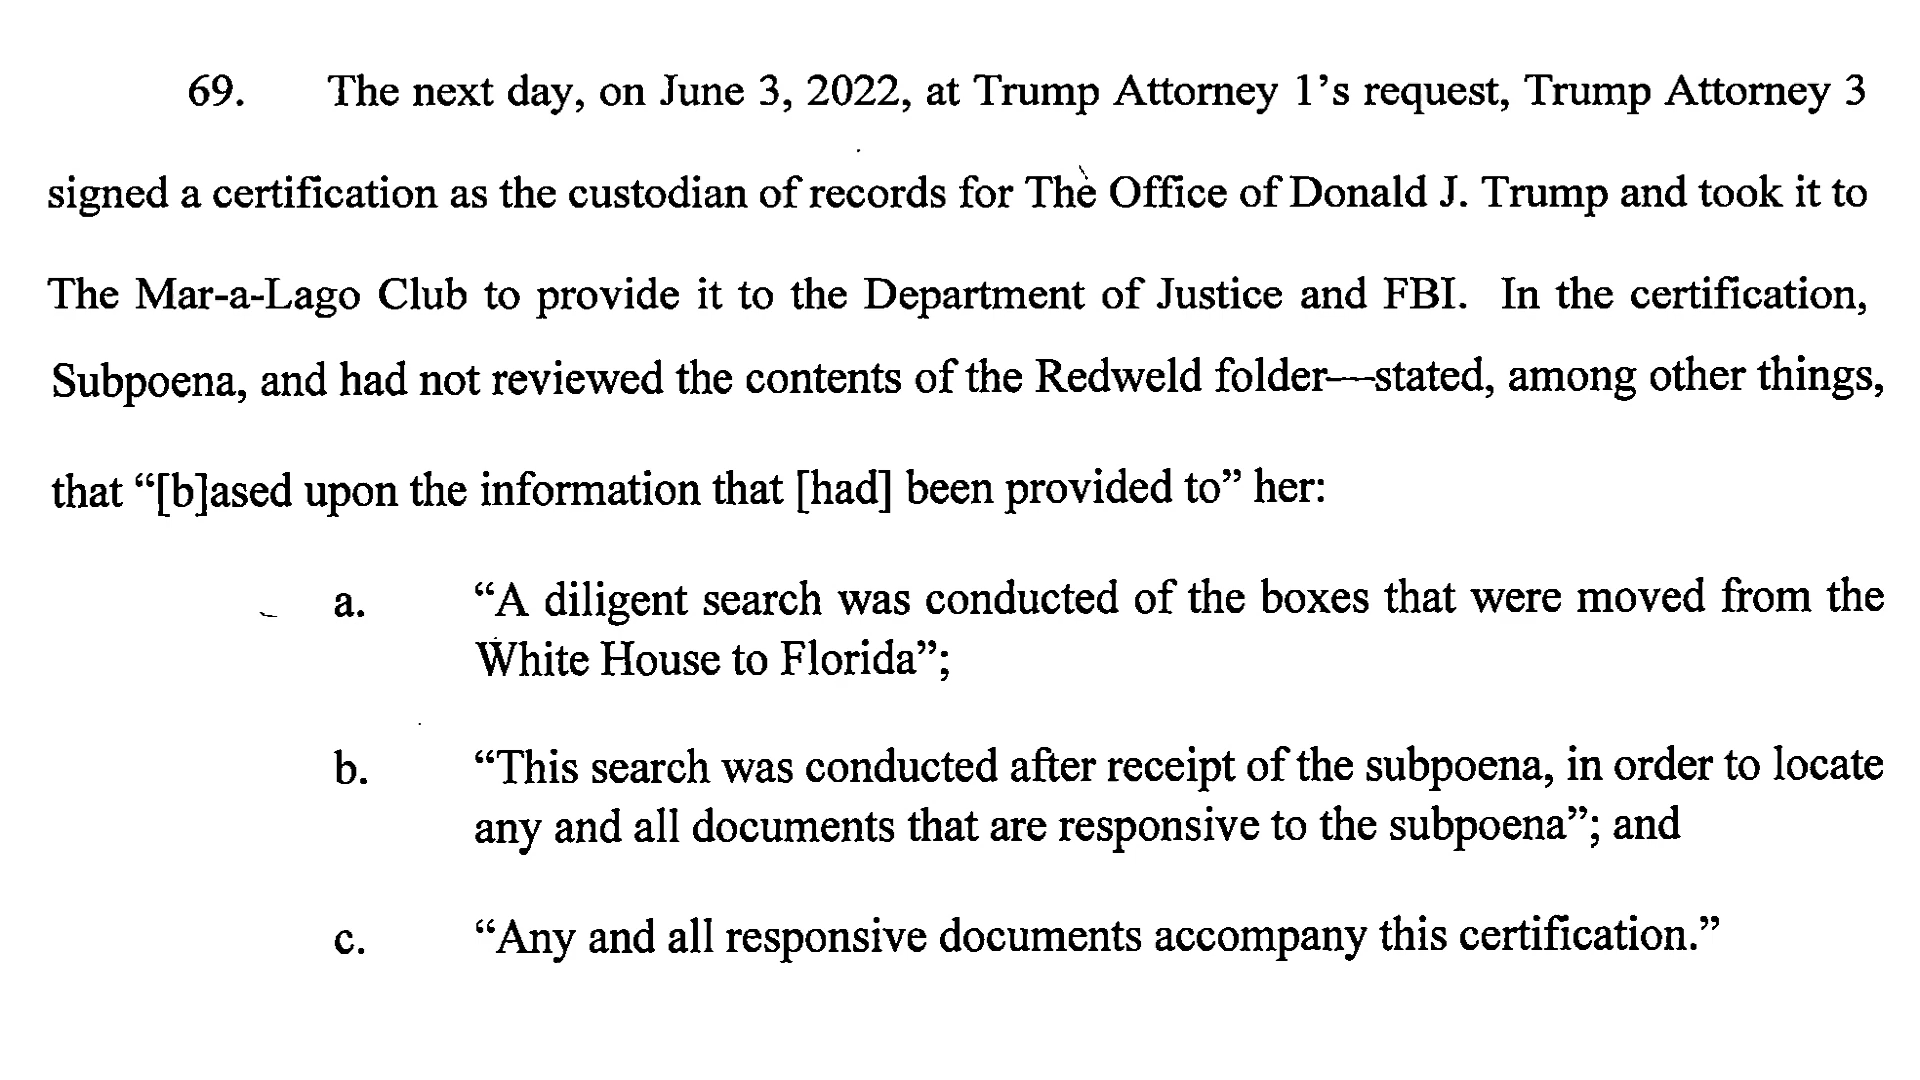 69. The next day, on June 3, 2022, at Trump Attorney 1’s request, Trump Attorney 3
signed a certification as the custodian of records for The Office of Donald J. Trump and took it to
The Mar-a-Lago Club to provide it to the Department of Justice and FBI. In the certification,
Subpoena, and had not reviewed the contents of the Redweld folder—stated, among other things,
that “[b]ased upon the information that [had] been provided to” her:
a. “A diligent search was conducted of the boxes that were moved from the
White House to Florida”;
b. “This search was conducted after receipt of the subpoena, in order to locate
any and all documents that are responsive to the subpoena”; and
c. “Any and all responsive documents accompany this certification.”